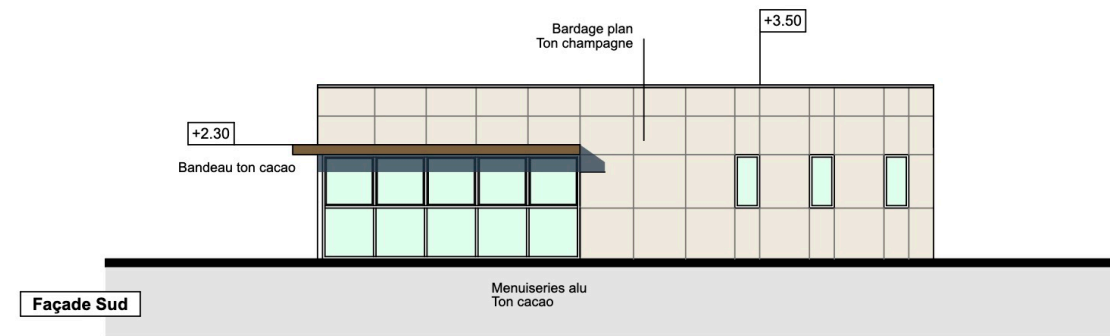 +3.50
Bardage plan
Ton champagne
+2.30
Bandeau ton cacao
Menuiseries alu
Ton cacao
Façade Sud